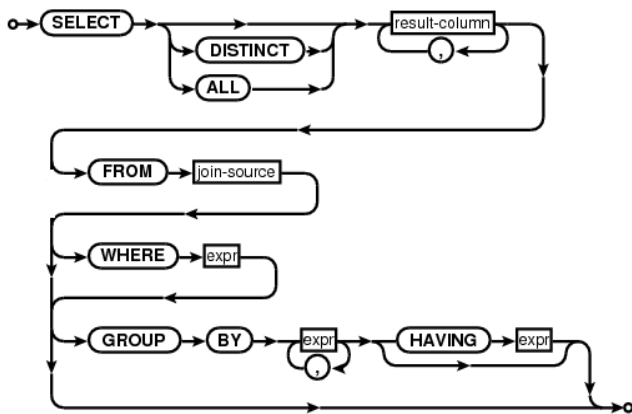 SELECT result-column
DISTINCT ,
ALL
FROM join-source
WHERE expr
GROUP BY expr HAVING expr
,